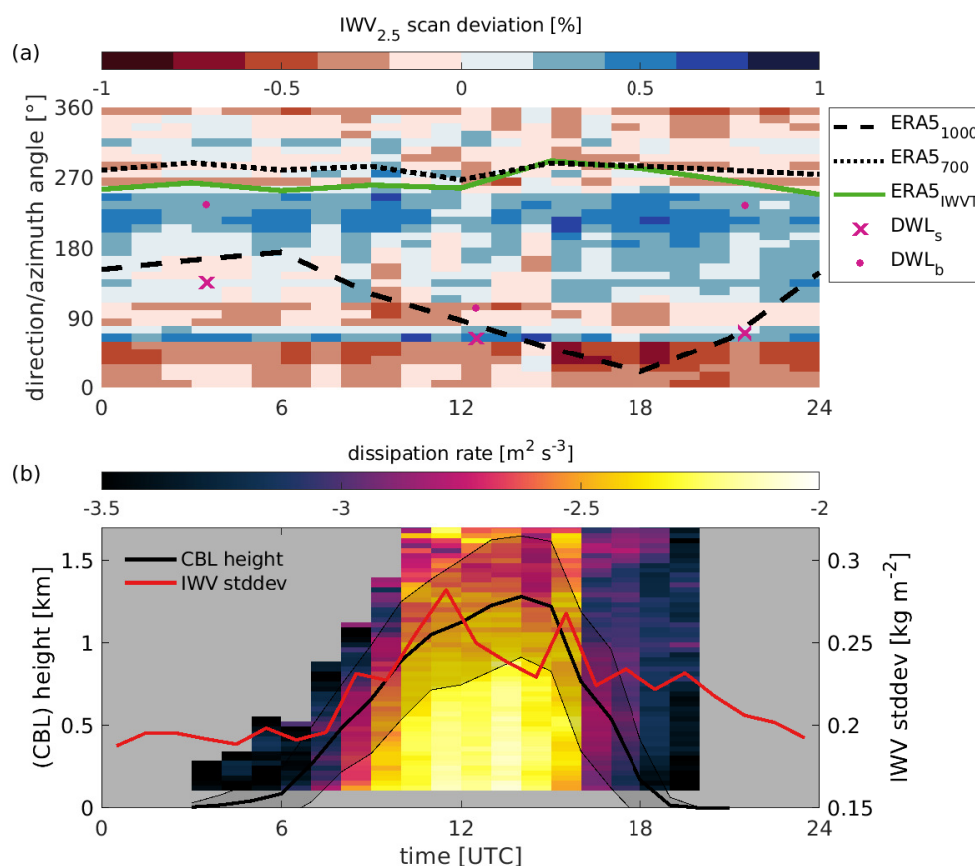 IWV2.5 scan deviation [%]
(a)
-1 -0.5 0 0.5 1
360
270
180
90
0
direction/azimuth angle [°]
0 6 12 18 24
ERA51000
ERA5700
ERA5IWVT
DWLs
DWLb
(b)
dissipation rate [m2 s-3]
-3.5 -3 -2.5 -2
CBL height
IWV stddev
1.5
1
0.5
0
(CBL) height [km]
0.3
0.25
0.2
0.15
IWV stddev [kg m-2]
0 6 12 18 24
time [UTC]